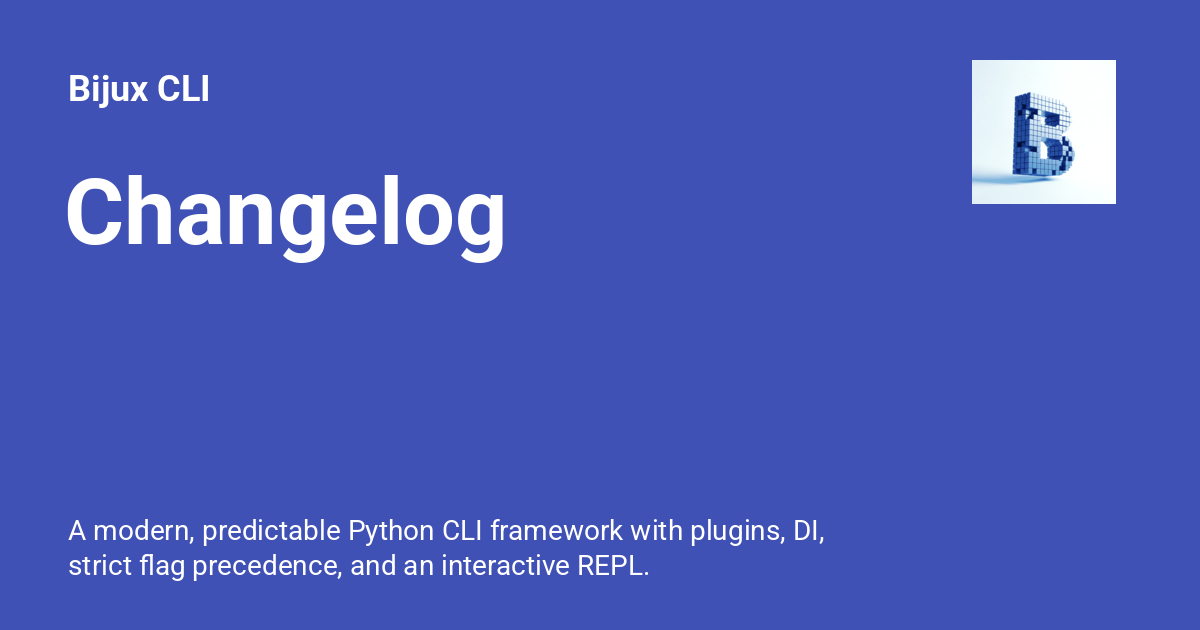 Bijux CLI
Changelog
A modern, predictable Python CLI framework with plugins, DI,
strict flag precedence, and an interactive REPL.
B